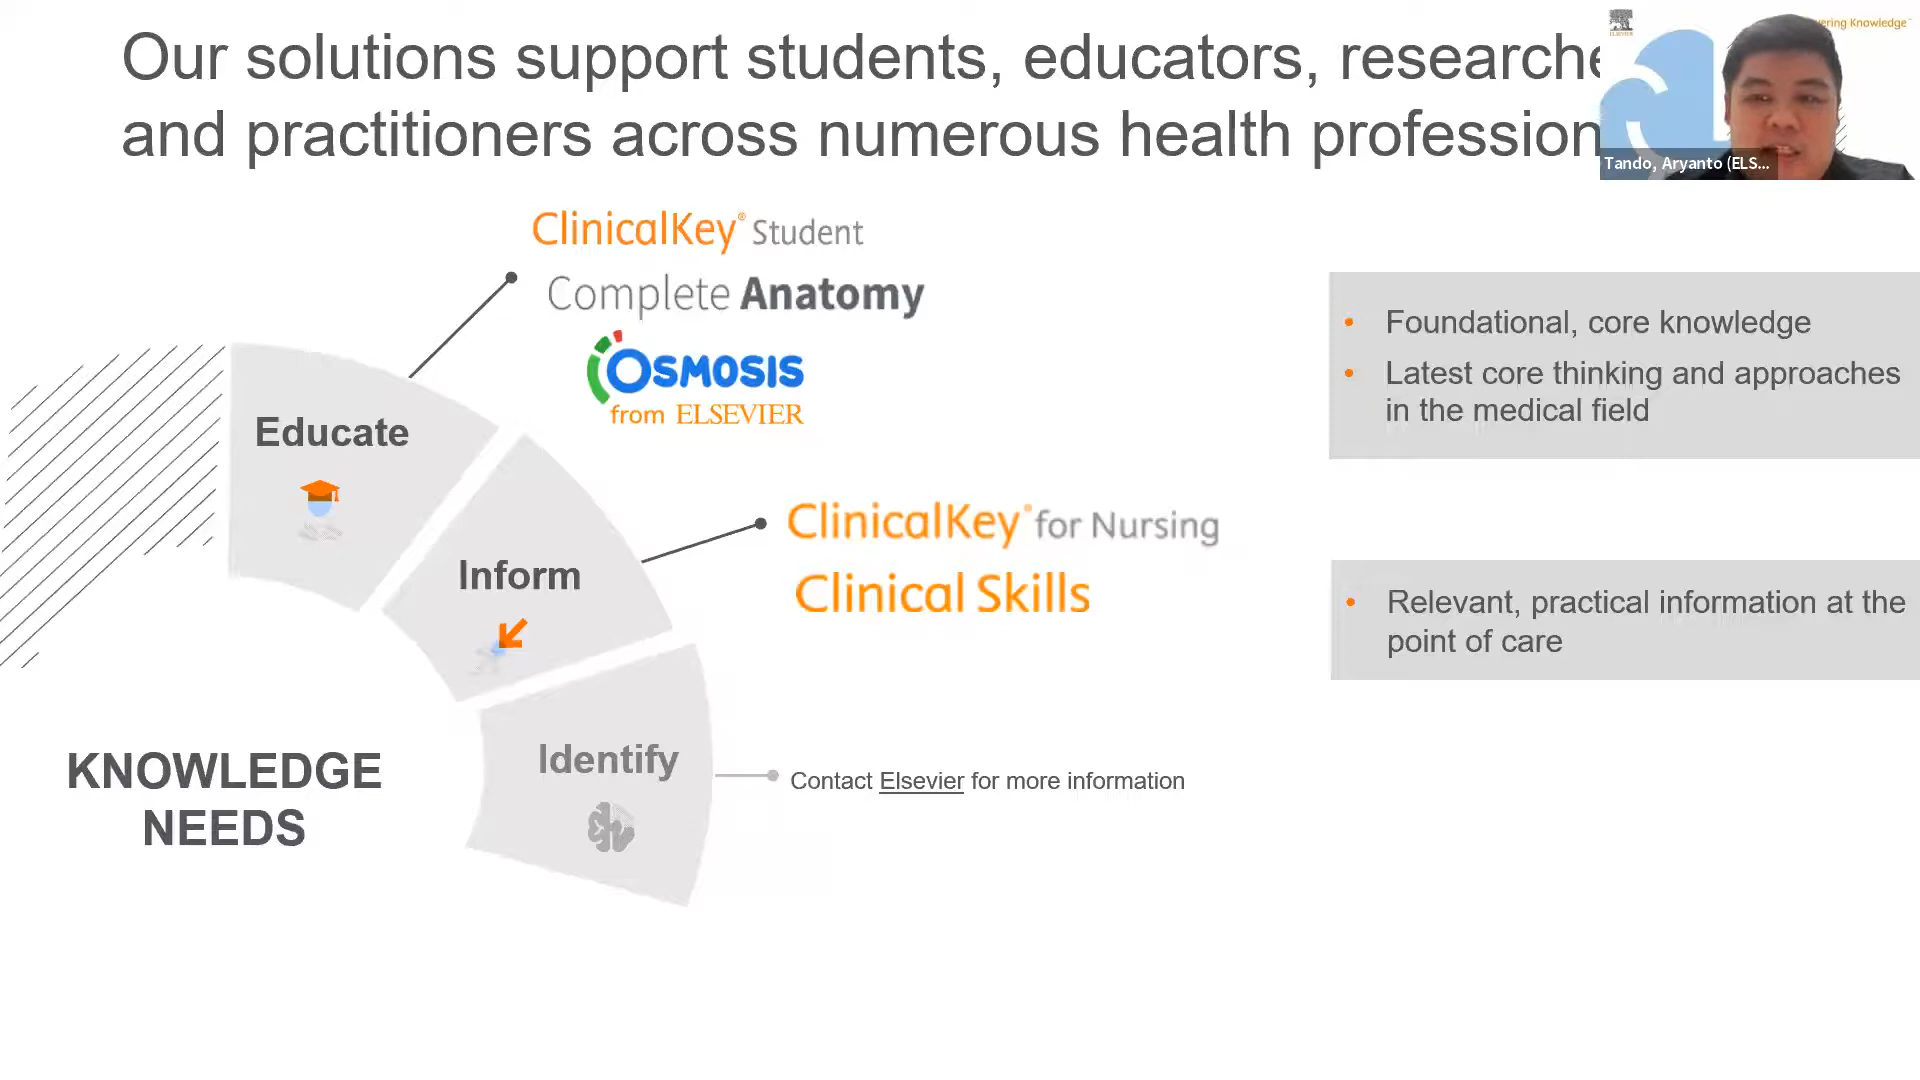 Our solutions support students, educators, researche
and practitioners across numerous health profession
ELSEVIER
ering Knowledge™
Tando, Aryanto (ELS...
ClinicalKey® Student
Complete Anatomy
OSMOSIS
from ELSEVIER
• Foundational, core knowledge
• Latest core thinking and approaches
in the medical field
Educate
ClinicalKey® for Nursing
Clinical Skills
Inform
• Relevant, practical information at the
point of care
Identify
Contact Elsevier for more information
KNOWLEDGE
NEEDS